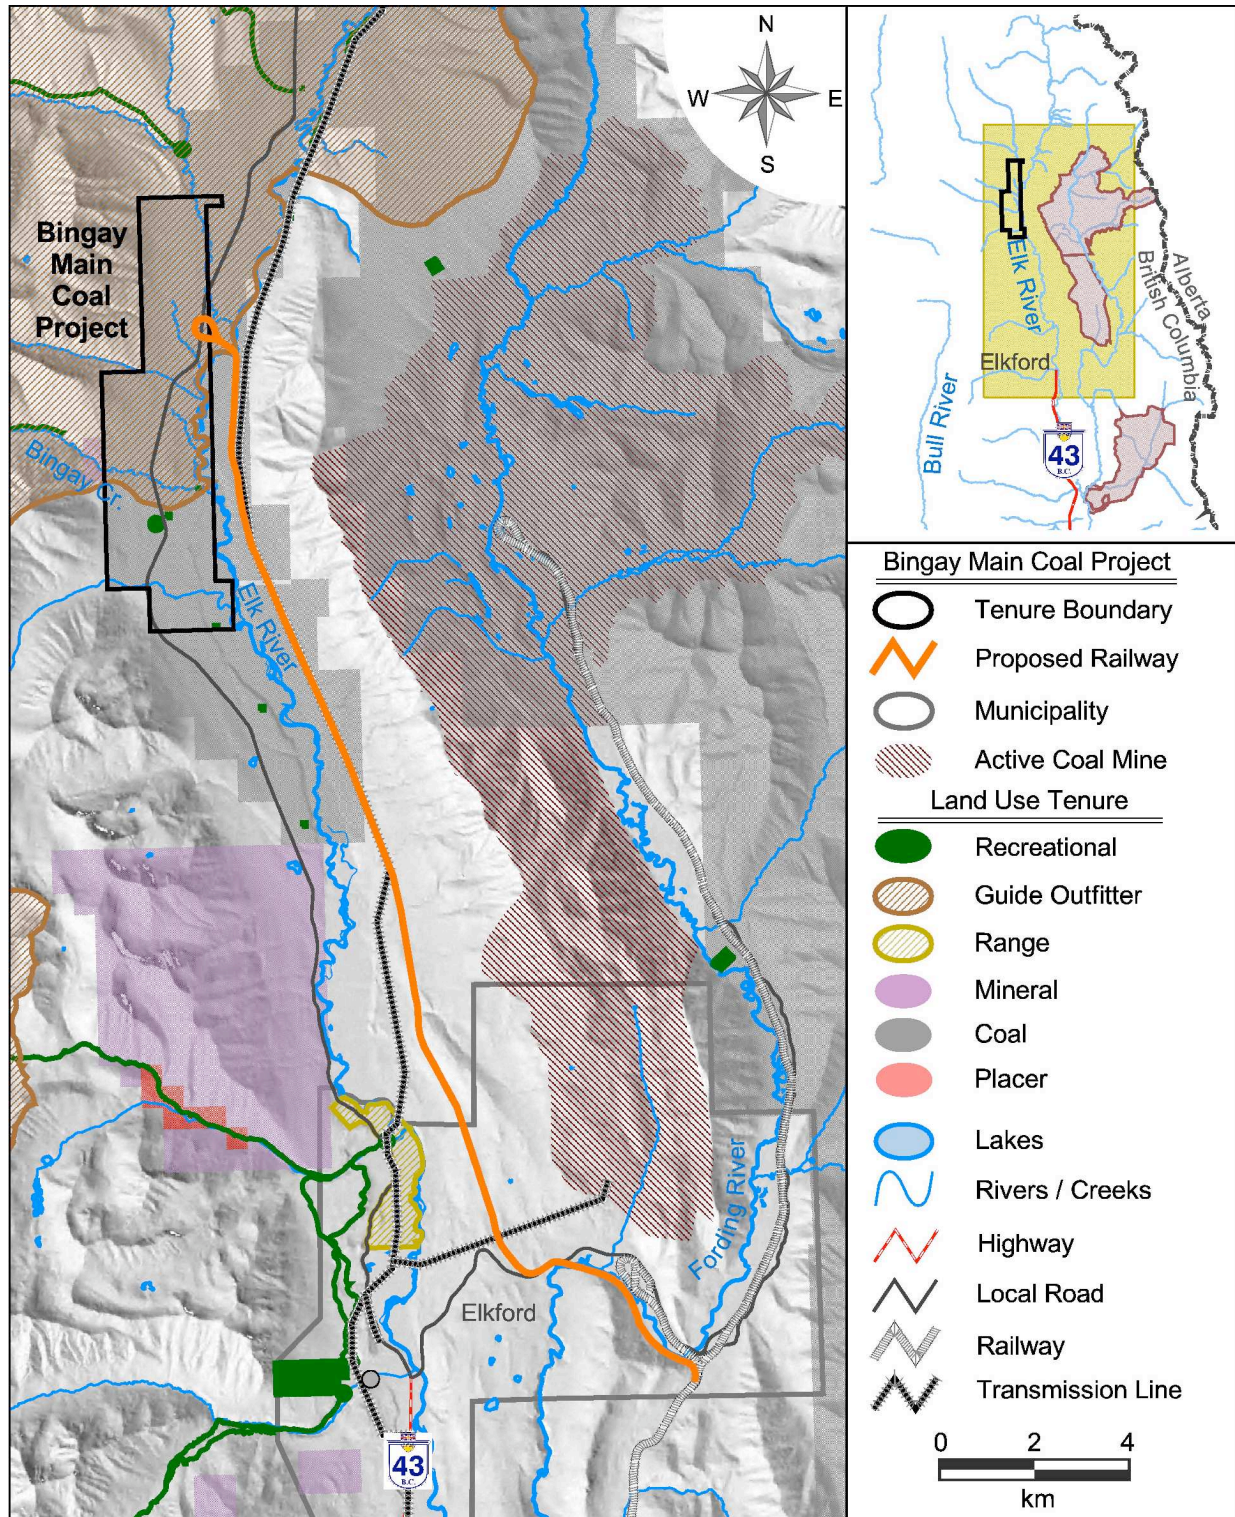 N
W E
S
Bingay
Main
Coal
Project
Bingay Cr.
Elk River
Fording River
Elkford
43
B.C.
Elk River
Alberta
British Columbia
Elkford
Bull River
43
B.C.
Bingay Main Coal Project
Tenure Boundary
Proposed Railway
Municipality
Active Coal Mine
Land Use Tenure
Recreational
Guide Outfitter
Range
Mineral
Coal
Placer
Lakes
Rivers / Creeks
Highway
Local Road
Railway
Transmission Line
0 2 4
km